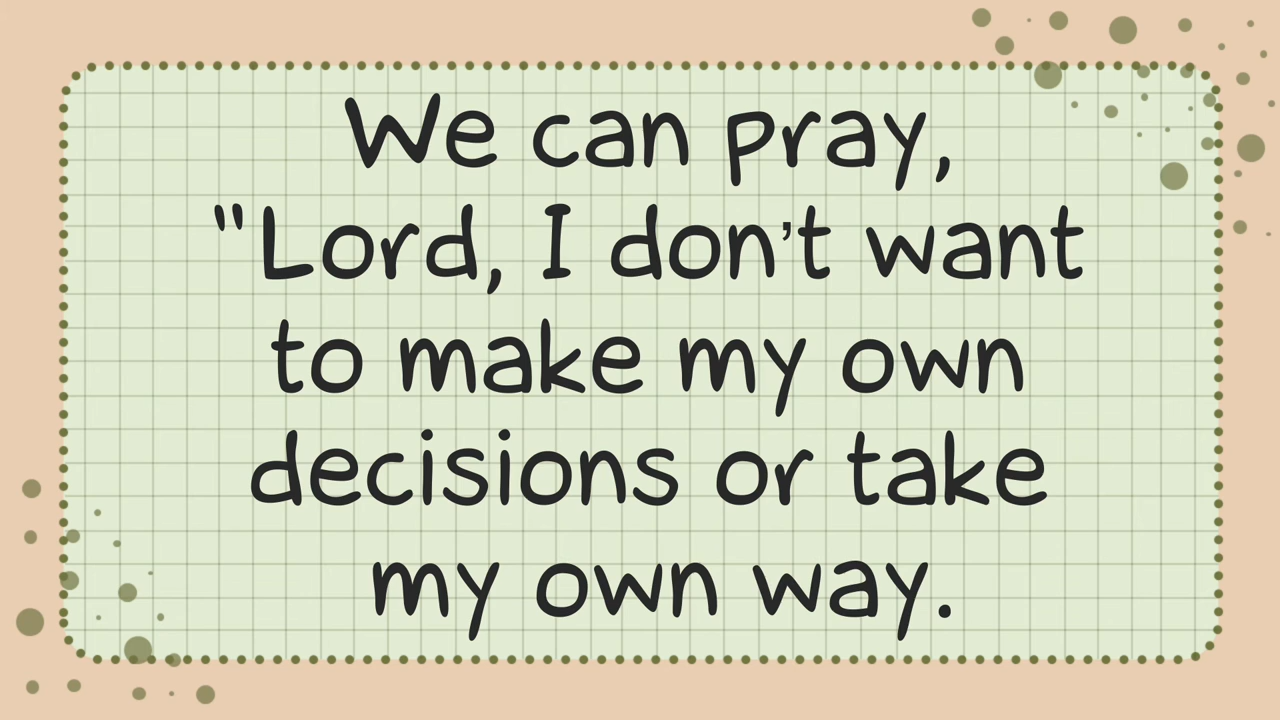 We can pray,
"Lord, I don't want
to make my own
decisions or take
my own way.